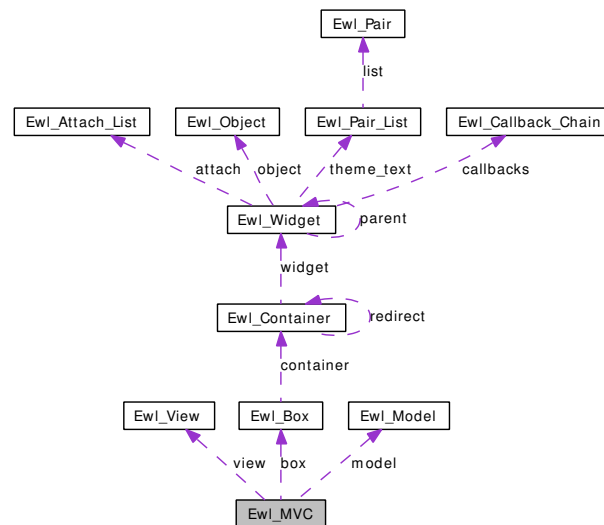 Ewl_Pair
list
Ewl_Attach_List
Ewl_Object
Ewl_Pair_List
Ewl_Callback_Chain
attach
object
theme_text
callbacks
Ewl_Widget
parent
widget
Ewl_Container
redirect
container
Ewl_View
Ewl_Box
Ewl_Model
view
box
model
Ewl_MVC